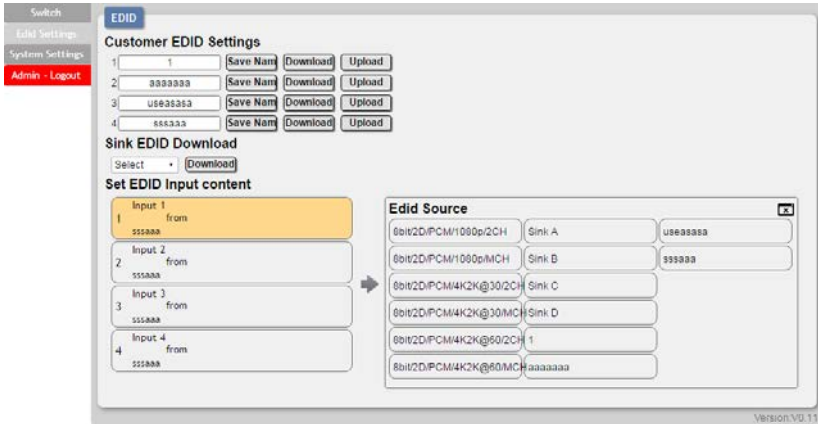 Switch
Edid Settings
System Settings
Admin - Logout
EDID
Customer EDID Settings
1 1 Save Nam Download Upload
2 aaaaaaa Save Nam Download Upload
3 useasasa Save Nam Download Upload
4 sssaaa Save Nam Download Upload
Sink EDID Download
Select Download
Set EDID Input content
Input 1
1 from
sssaaa
Input 2
2 from
sssaaa
Input 3
3 from
sssaaa
Input 4
4 from
sssaaa
Edid Source
8bit/2D/PCM/1080p/2CH Sink A useasasa
8bit/2D/PCM/1080p/MCH Sink B sssaaa
8bit/2D/PCM/4K2K@30/2CH Sink C
8bit/2D/PCM/4K2K@30/MCH Sink D
8bit/2D/PCM/4K2K@60/2CH 1
8bit/2D/PCM/4K2K@60/MCH aaaaaaa
Version:V0.11